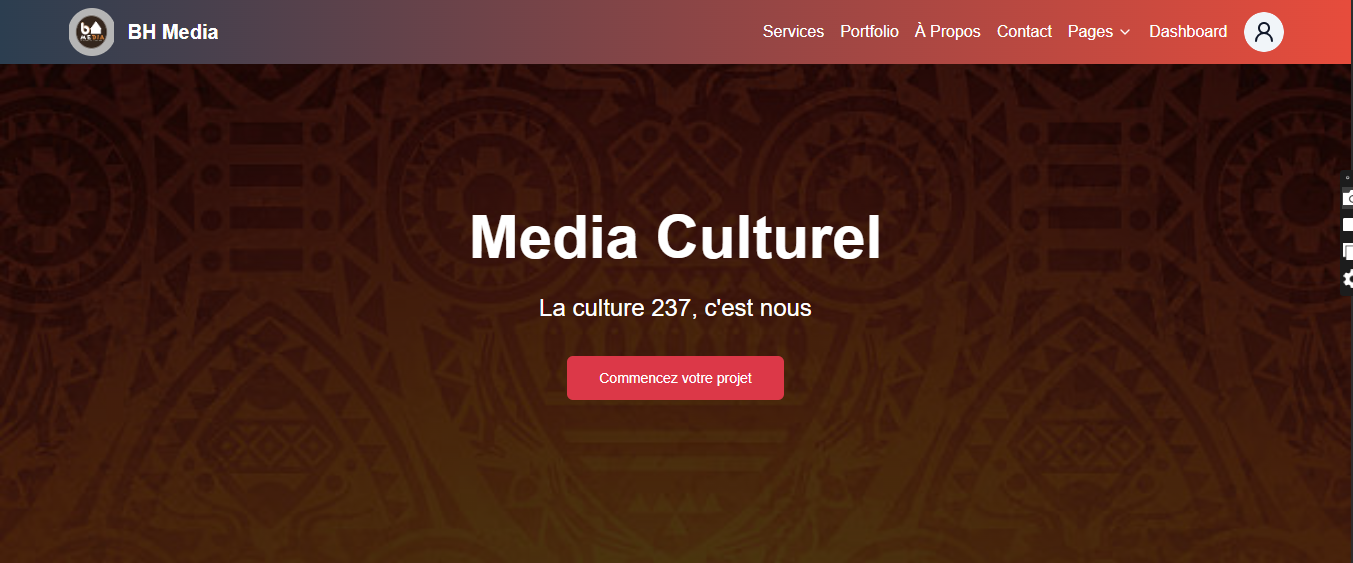 BH Media
Services Portfolio À Propos Contact Pages Dashboard
Media Culturel
La culture 237, c'est nous
Commencez votre projet